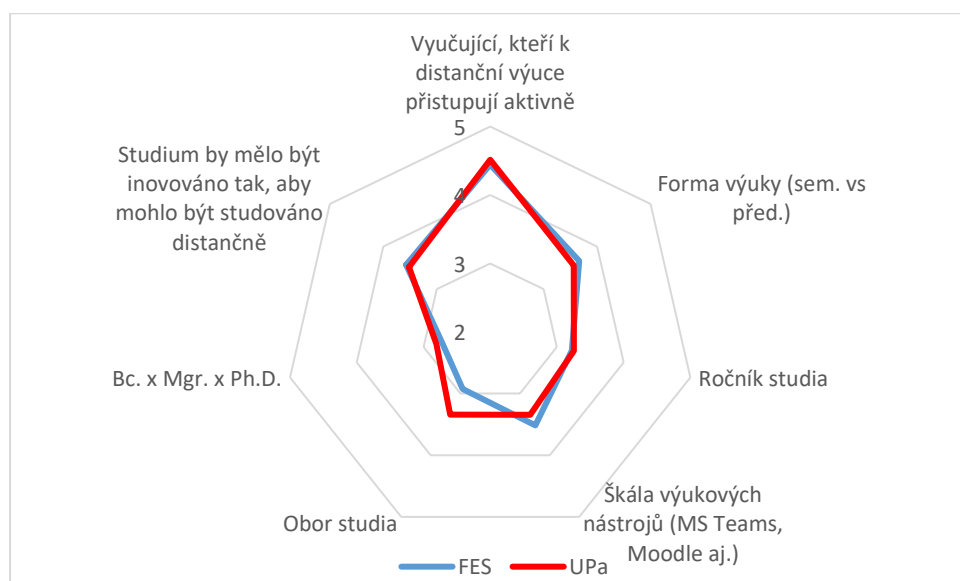 Vyučující, kteří k
distanční výuce
přistupují aktivně
5
Studium by mělo být
inovováno tak, aby
mohlo být studováno
distančně
4
Forma výuky (sem. vs
před.)
3
2
Bc. x Mgr. x Ph.D.
Ročník studia
Obor studia
Škála výukových
nástrojů (MS Teams,
Moodle aj.)
FES
UPa